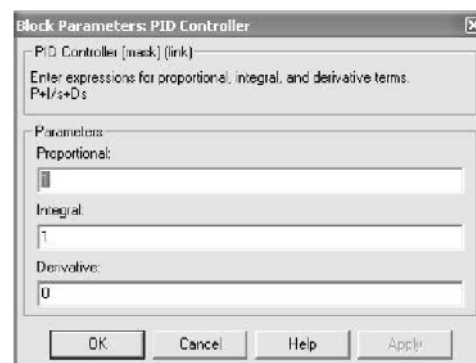 Block Parameters: PID Controller
PID Controller (mask) (link)
Enter expressions for proportional, integral, and derivative terms.
P+I/s+Ds
Parameters
Proportional:
1
Integral:
1
Derivative:
0
OK Cancel Help Apply